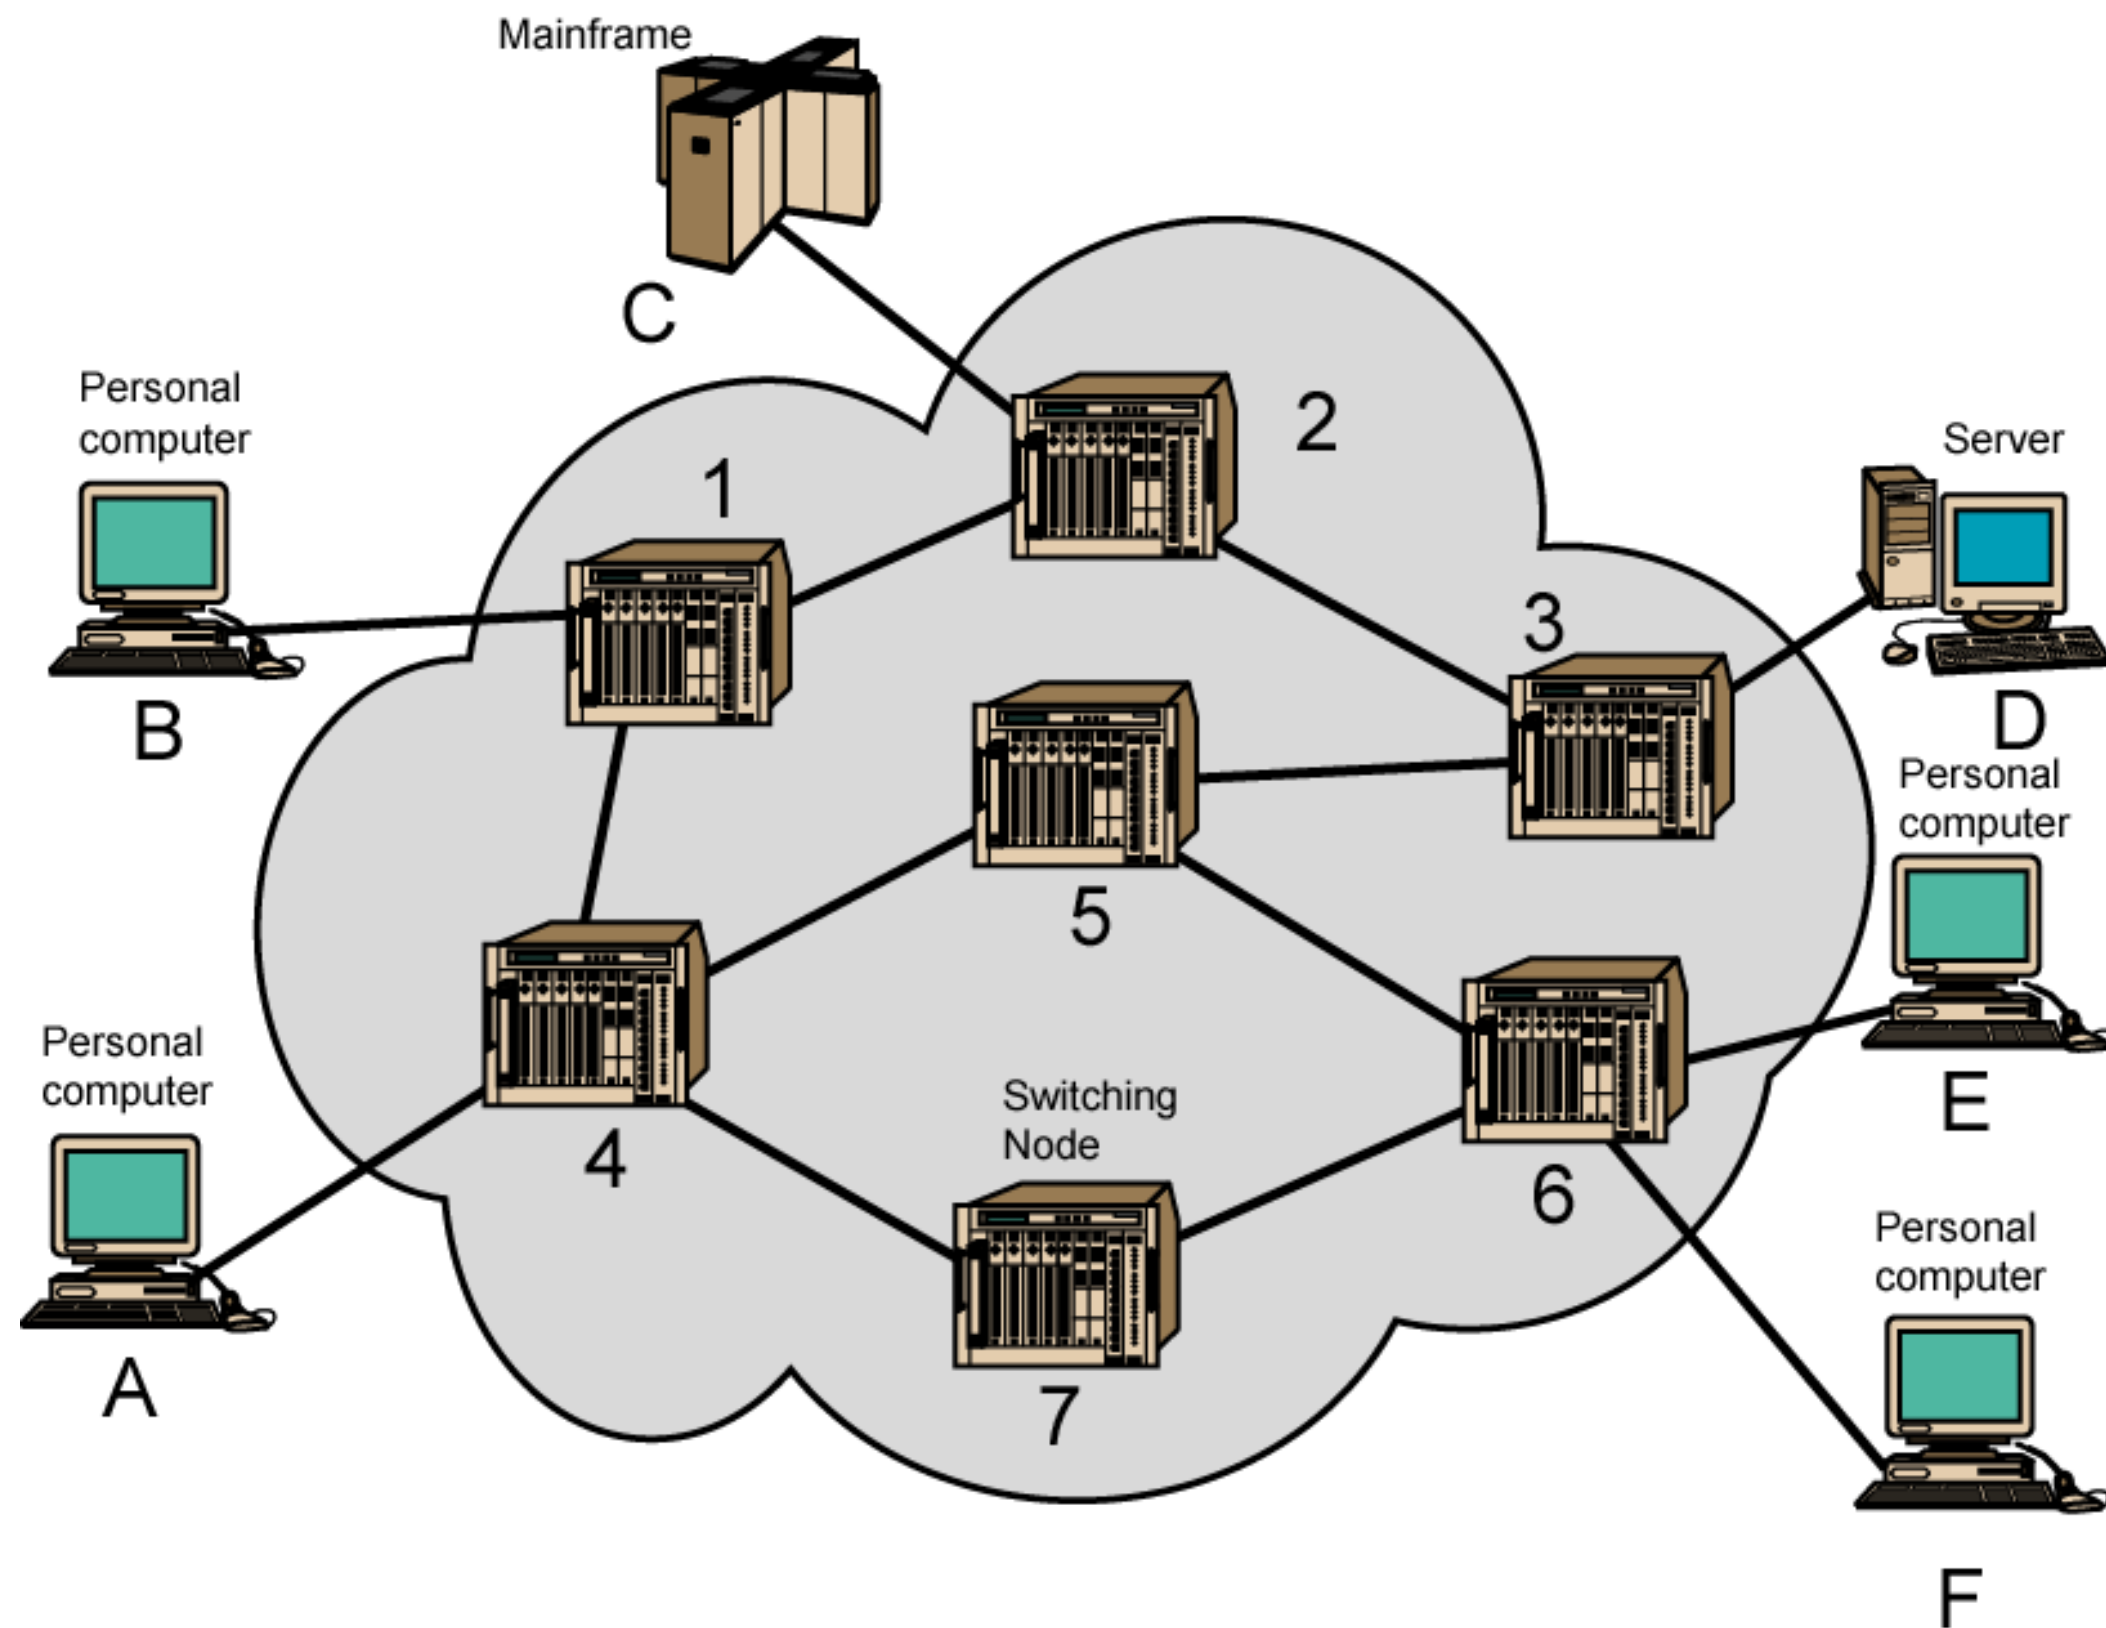 Mainframe
C
Personal
computer
B
1
2
Server
D
3
5
Personal
computer
E
Personal
computer
A
4
Switching
Node
7
6
Personal
computer
F